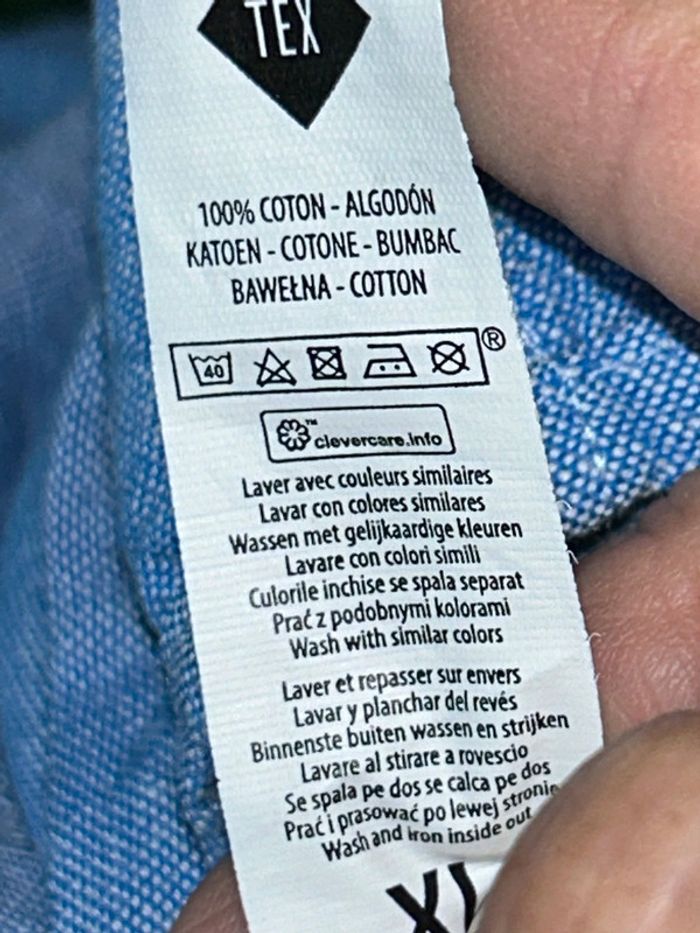 TEX
100% COTON - ALGODÓN
KATOEN - COTONE - BUMBAC
BAWEŁNA - COTTON
40
®
™ clevercare.info
Laver avec couleurs similaires
Lavar con colores similares
Wassen met gelijkaardige kleuren
Lavare con colori simili
Culorile inchise se spala separat
Prać z podobnymi kolorami
Wash with similar colors
Laver et repasser sur envers
Lavar y planchar del revés
Binnenste buiten wassen en strijken
Lavare al stirare a rovescio
Se spala pe dos se calca pe dos
Prać i prasować po lewej stronie
Wash and iron inside out
XL